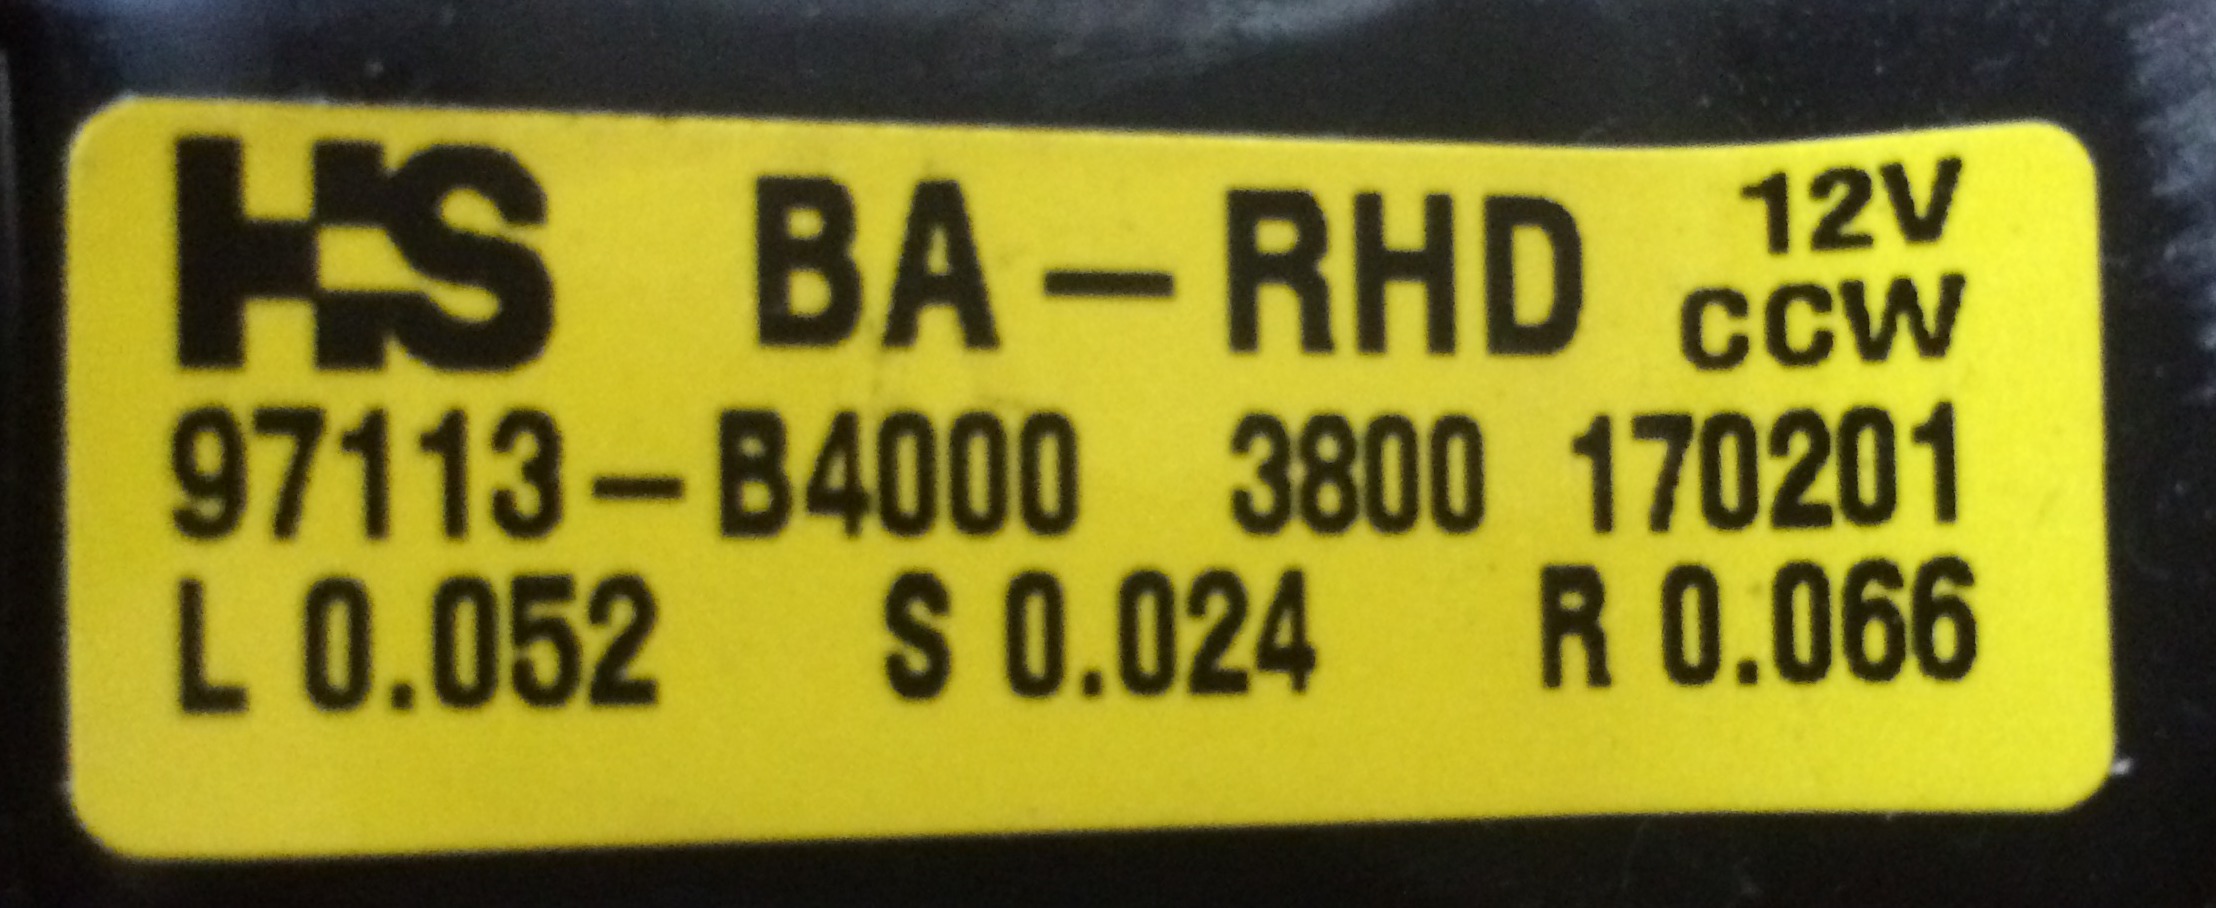 HS BA-RHD 12V
CCW
97113-B4000 3800 170201
L 0.052 S 0.024 R 0.066